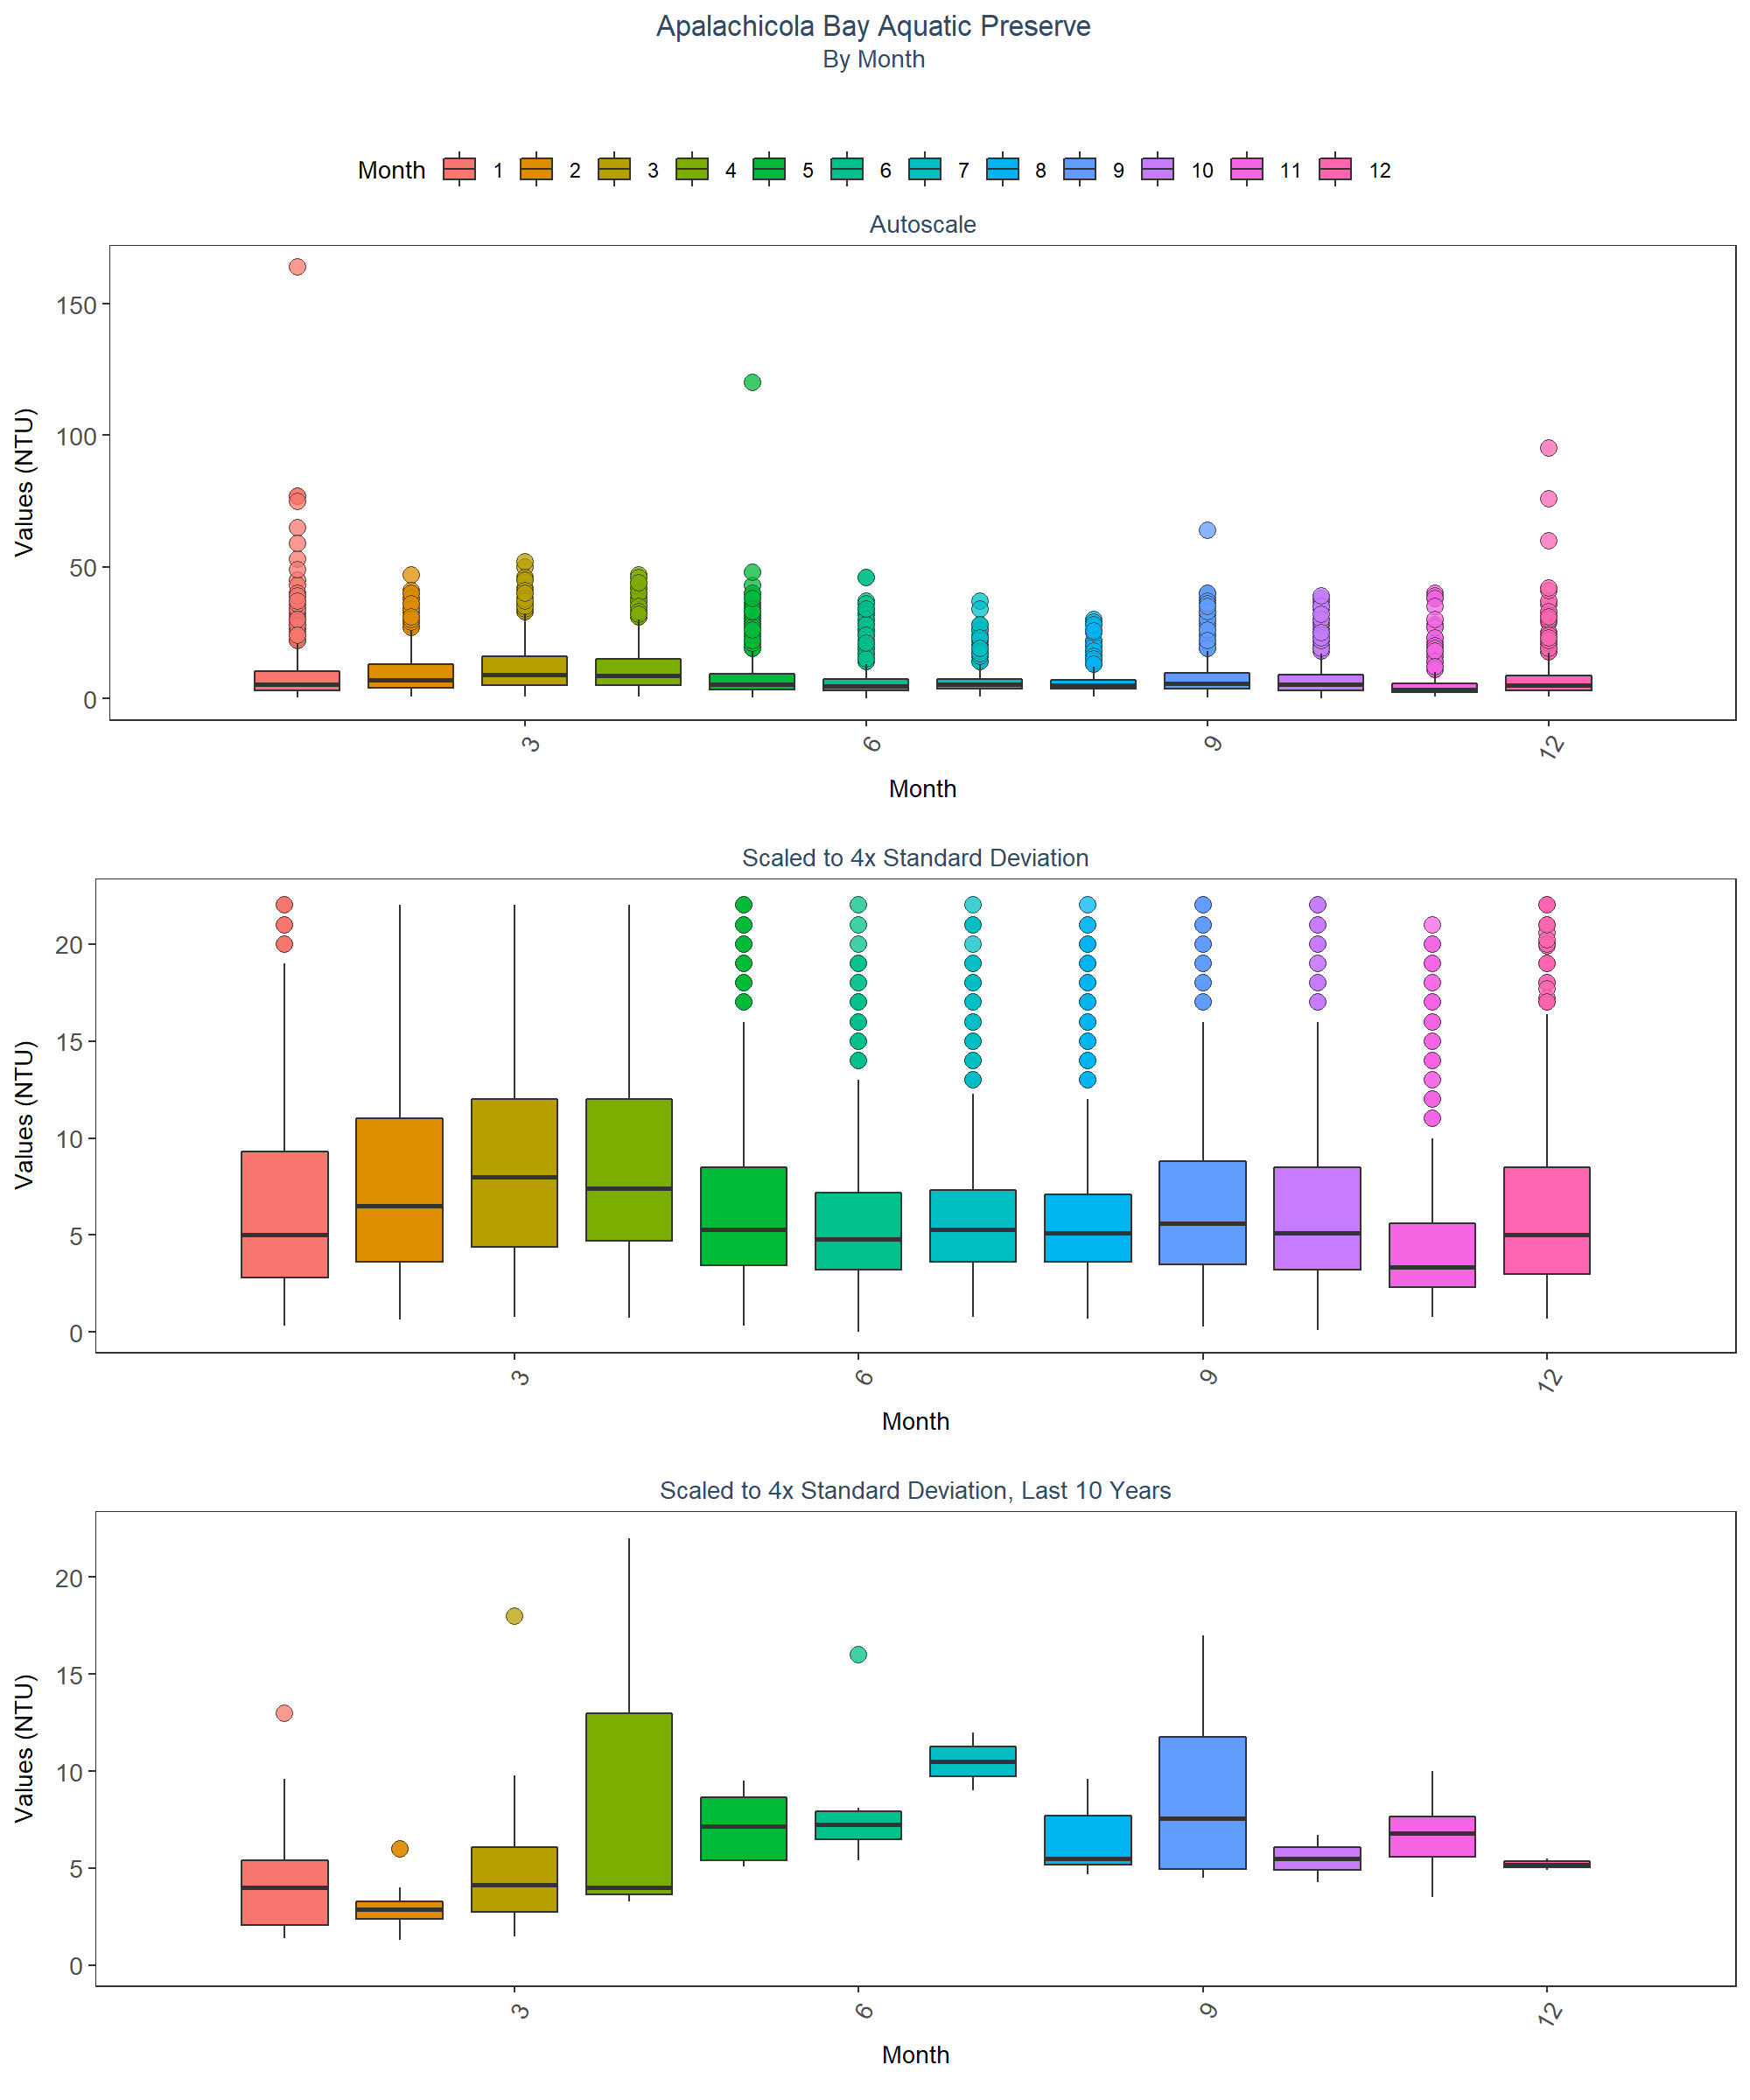 Apalachicola Bay Aquatic Preserve
By Month
Month 1 2 3 4 5 6 7 8 9 10 11 12
Autoscale
Values (NTU)
150
100
50
0
3 6 9 12
Month
Scaled to 4x Standard Deviation
Values (NTU)
20
15
10
5
0
3 6 9 12
Month
Scaled to 4x Standard Deviation, Last 10 Years
Values (NTU)
20
15
10
5
0
3 6 9 12
Month